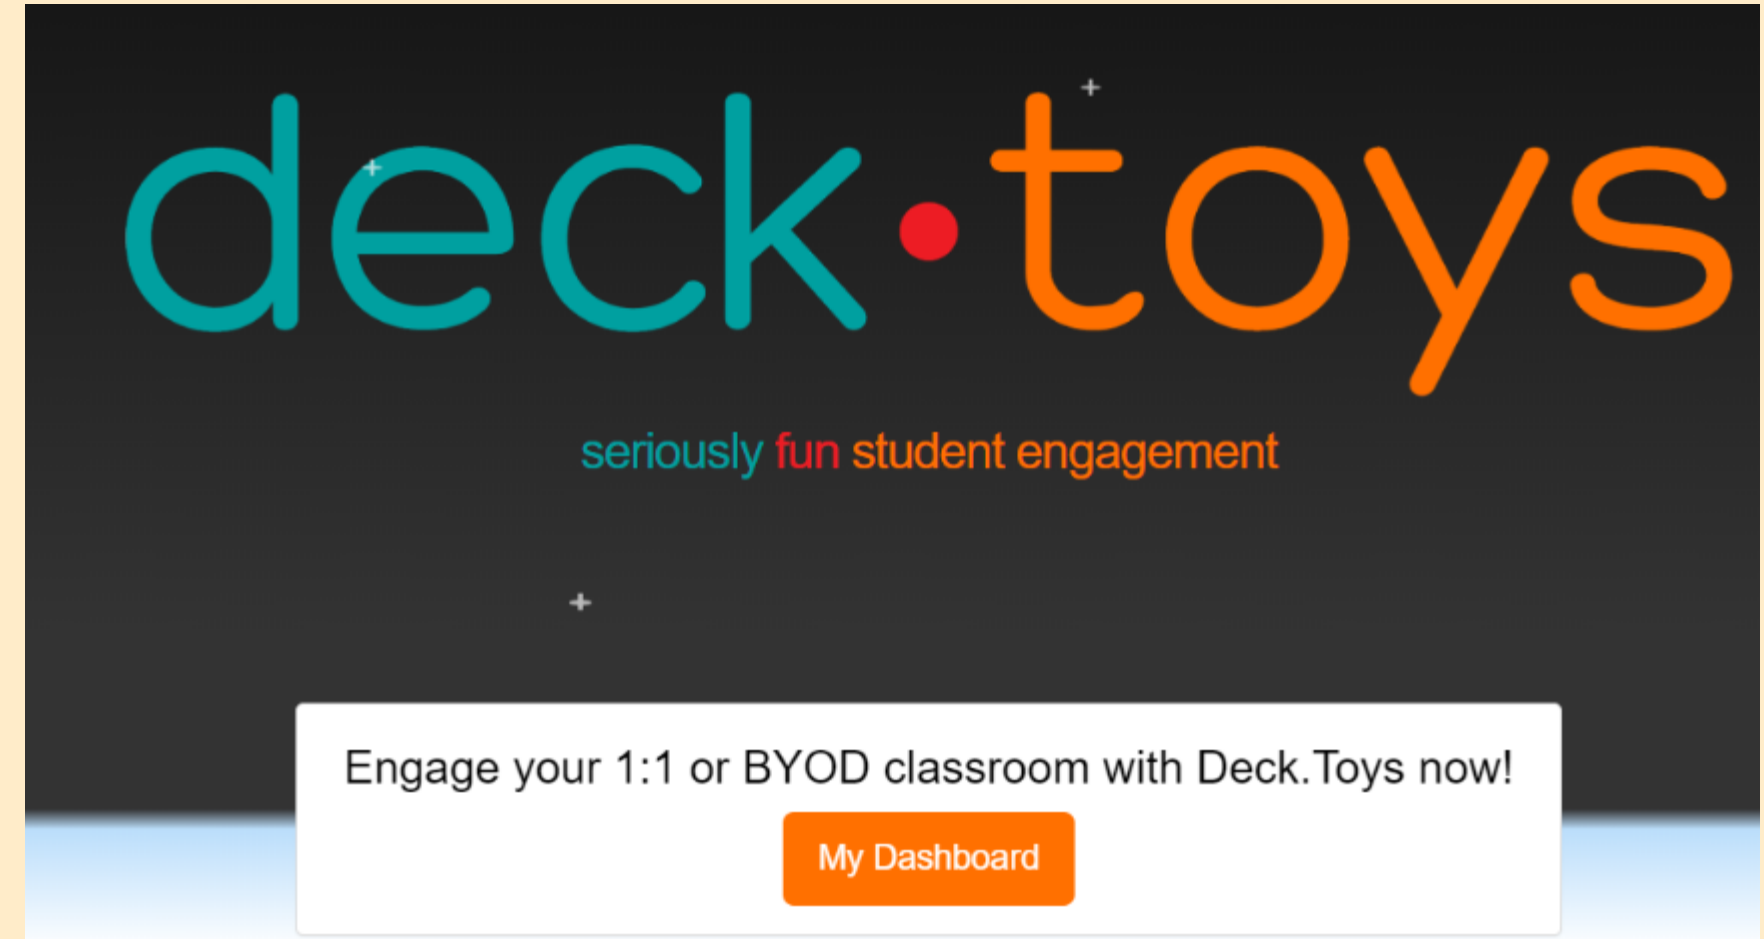 deck•toys
seriously fun student engagement
Engage your 1:1 or BYOD classroom with Deck.Toys now!
My Dashboard